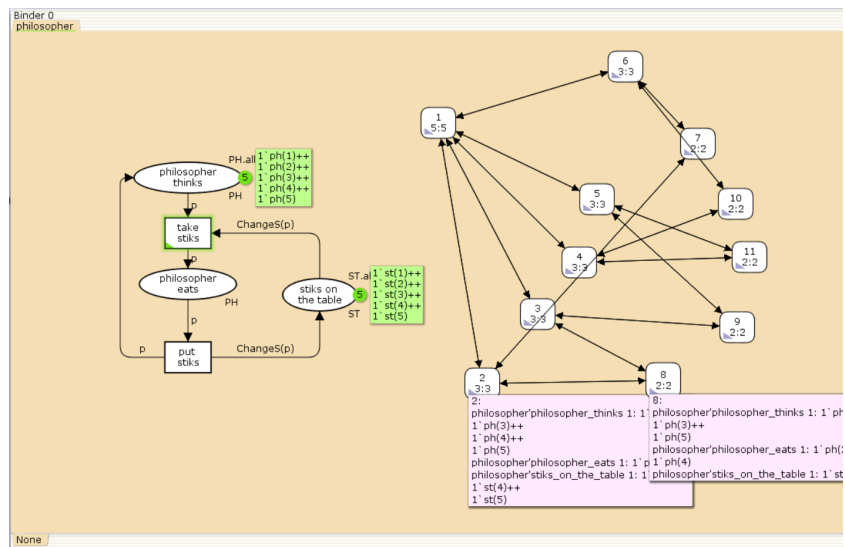 Binder 0
philosopher
philosopher
thinks
PH.all
5
1`ph(1)++
1`ph(2)++
1`ph(3)++
1`ph(4)++
1`ph(5)
PH
p
take
stiks
ChangeS(p)
p
philosopher
eats
PH
stiks on
the table
ST.al
5
1`st(1)++
1`st(2)++
1`st(3)++
1`st(4)++
1`st(5)
ST
p
put
stiks
p
ChangeS(p)
6
3:3
1
5:5
7
2:2
5
3:3
10
2:2
4
3:3
11
2:2
3
3:3
9
2:2
2
3:3
8
2:2
2:
philosopher'philosopher_thinks 1: 1`
1`ph(3)++
1`ph(4)++
1`ph(5)
philosopher'philosopher_eats 1: 1`p
philosopher'stiks_on_the_table 1: 1
1`st(4)++
1`st(5)
8:
philosopher'philosopher_thinks 1: 1`ph
1`ph(3)++
1`ph(5)
philosopher'philosopher_eats 1: 1`ph(
1`ph(4)
philosopher'stiks_on_the_table 1: 1`st
None